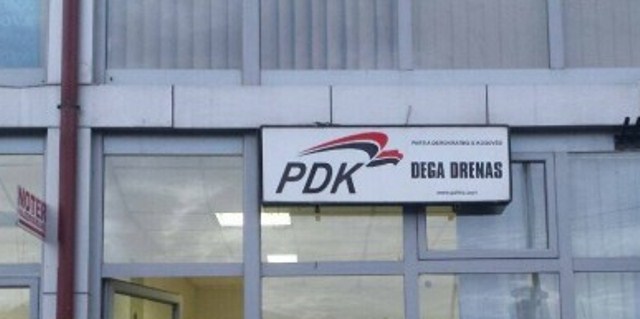 PDK
PARTIA DEMOKRATIKE E KOSOVËS
DEGA DRENAS
NOTER